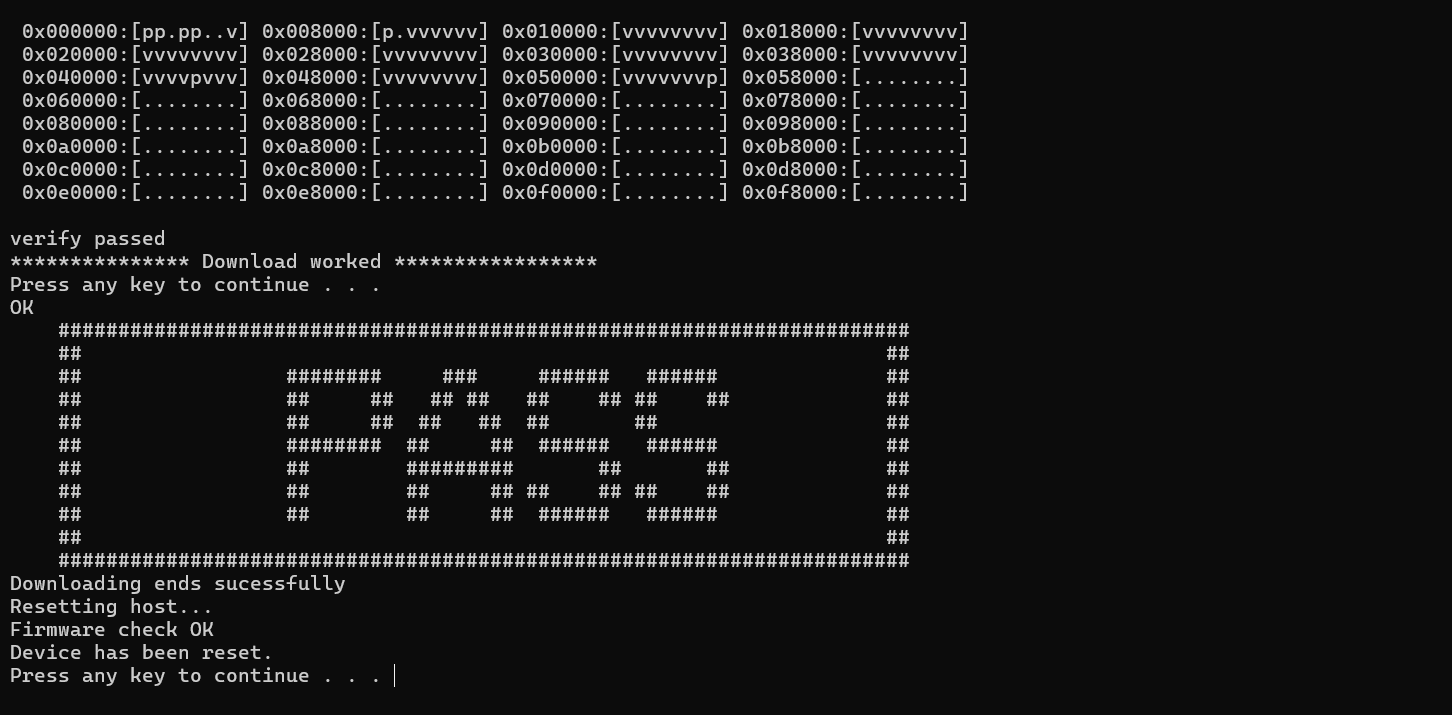 0x000000:[pp.pp..v] 0x008000:[p.vvvvvv] 0x010000:[vvvvvvvv] 0x018000:[vvvvvvvv]
0x020000:[vvvvvvvv] 0x028000:[vvvvvvvv] 0x030000:[vvvvvvvv] 0x038000:[vvvvvvvv]
0x040000:[vvvvpvvv] 0x048000:[vvvvvvvv] 0x050000:[vvvvvvvp] 0x058000:[........]
0x060000:[........] 0x068000:[........] 0x070000:[........] 0x078000:[........]
0x080000:[........] 0x088000:[........] 0x090000:[........] 0x098000:[........]
0x0a0000:[........] 0x0a8000:[........] 0x0b0000:[........] 0x0b8000:[........]
0x0c0000:[........] 0x0c8000:[........] 0x0d0000:[........] 0x0d8000:[........]
0x0e0000:[........] 0x0e8000:[........] 0x0f0000:[........] 0x0f8000:[........]
verify passed
*************** Download worked *****************
Press any key to continue . . .
OK
PASS
Downloading ends sucessfully
Resetting host...
Firmware check OK
Device has been reset.
Press any key to continue . . .